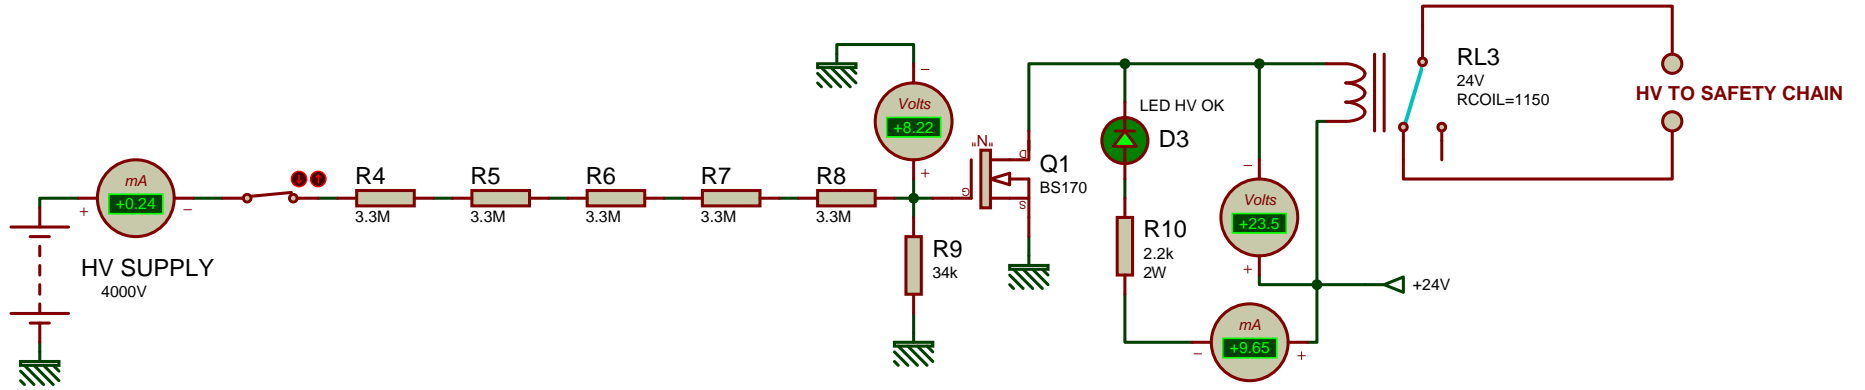 mA
+0.24
+
−
HV SUPPLY
4000V
R4
3.3M
R5
3.3M
R6
3.3M
R7
3.3M
R8
3.3M
−
Volts
+8.22
+
R9
34k
"N"
D
G
S
Q1
BS170
LED HV OK
D3
R10
2.2k
2W
−
Volts
+23.5
+
mA
+9.65
−
+
+24V
RL3
24V
RCOIL=1150
HV TO SAFETY CHAIN